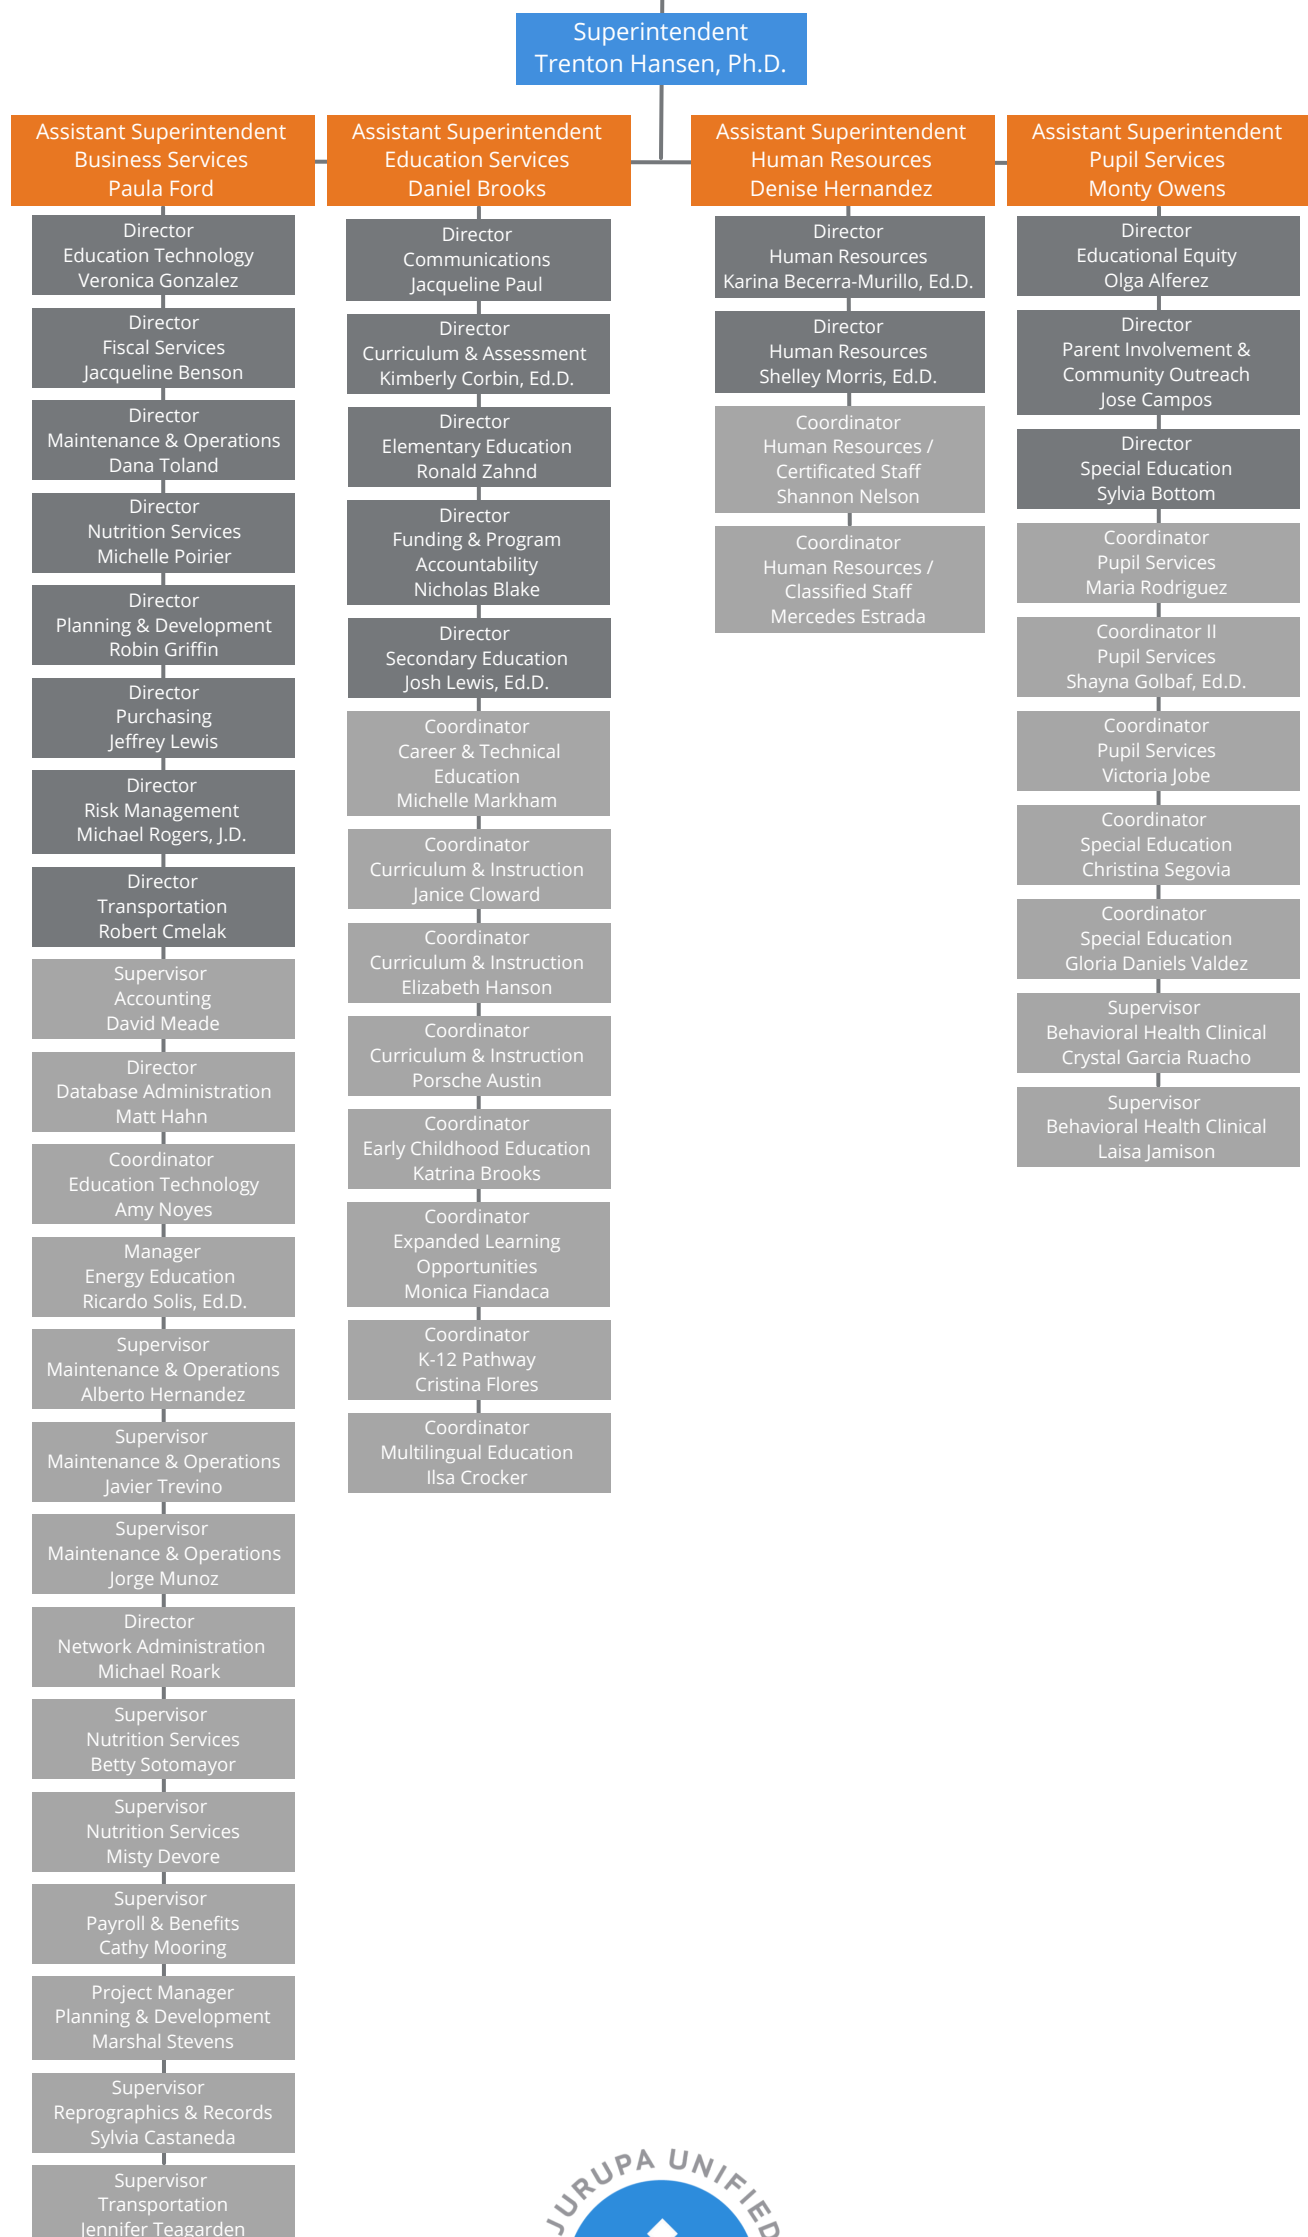 Superintendent
Trenton Hansen, Ph.D.
Assistant Superintendent
Business Services
Paula Ford
Director
Education Technology
Veronica Gonzalez
Director
Fiscal Services
Jacqueline Benson
Director
Maintenance & Operations
Dana Toland
Director
Nutrition Services
Michelle Poirier
Director
Planning & Development
Robin Griffin
Director
Purchasing
Jeffrey Lewis
Director
Risk Management
Michael Rogers, J.D.
Director
Transportation
Robert Cmelak
Supervisor
Accounting
David Meade
Director
Database Administration
Matt Hahn
Coordinator
Education Technology
Amy Noyes
Manager
Energy Education
Ricardo Solis, Ed.D.
Supervisor
Maintenance & Operations
Alberto Hernandez
Supervisor
Maintenance & Operations
Javier Trevino
Supervisor
Maintenance & Operations
Jorge Munoz
Director
Network Administration
Michael Roark
Supervisor
Nutrition Services
Betty Sotomayor
Supervisor
Nutrition Services
Misty Devore
Supervisor
Payroll & Benefits
Cathy Mooring
Project Manager
Planning & Development
Marshal Stevens
Supervisor
Reprographics & Records
Sylvia Castaneda
Supervisor
Transportation
Jennifer Teagarden
Assistant Superintendent
Education Services
Daniel Brooks
Director
Communications
Jacqueline Paul
Director
Curriculum & Assessment
Kimberly Corbin, Ed.D.
Director
Elementary Education
Ronald Zahnd
Director
Funding & Program
Accountability
Nicholas Blake
Director
Secondary Education
Josh Lewis, Ed.D.
Coordinator
Career & Technical
Education
Michelle Markham
Coordinator
Curriculum & Instruction
Janice Cloward
Coordinator
Curriculum & Instruction
Elizabeth Hanson
Coordinator
Curriculum & Instruction
Porsche Austin
Coordinator
Early Childhood Education
Katrina Brooks
Coordinator
Expanded Learning
Opportunities
Monica Fiandaca
Coordinator
K-12 Pathway
Cristina Flores
Coordinator
Multilingual Education
Ilsa Crocker
Assistant Superintendent
Human Resources
Denise Hernandez
Director
Human Resources
Karina Becerra-Murillo, Ed.D.
Director
Human Resources
Shelley Morris, Ed.D.
Coordinator
Human Resources /
Certificated Staff
Shannon Nelson
Coordinator
Human Resources /
Classified Staff
Mercedes Estrada
Assistant Superintendent
Pupil Services
Monty Owens
Director
Educational Equity
Olga Alferez
Director
Parent Involvement &
Community Outreach
Jose Campos
Director
Special Education
Sylvia Bottom
Coordinator
Pupil Services
Maria Rodriguez
Coordinator II
Pupil Services
Shayna Golbaf, Ed.D.
Coordinator
Pupil Services
Victoria Jobe
Coordinator
Special Education
Christina Segovia
Coordinator
Special Education
Gloria Daniels Valdez
Supervisor
Behavioral Health Clinical
Crystal Garcia Ruacho
Supervisor
Behavioral Health Clinical
Laisa Jamison
JURUPA UNIFIED